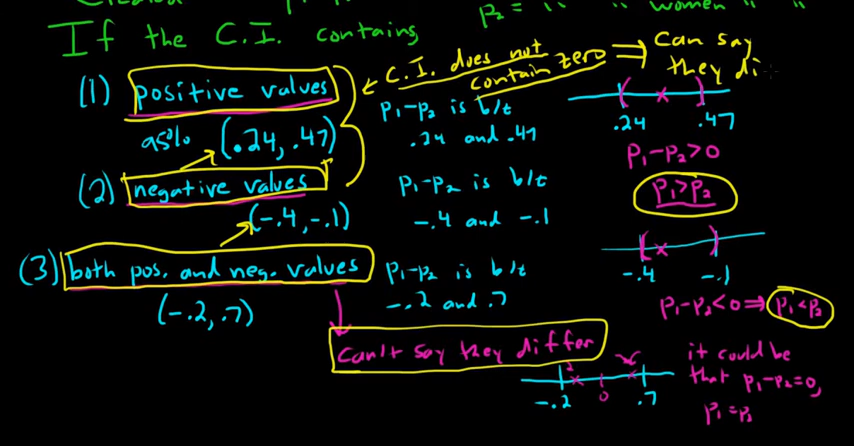 p₂ = " " women " "
If the C.I. contains
C.I. does not contain zero ⟹ Can say they di
(1) positive values
95% (.24, .47)
p₁-p₂ is b/t
.24 and .47
.24 .47
p₁-p₂>0
p₁>p₂
(2) negative values
(-.4, -.1)
p₁-p₂ is b/t
-.4 and -.1
-.4 -.1
p₁-p₂<0 ⟹ p₁<p₂
(3) both pos. and neg. values
(-.2, .7)
p₁-p₂ is b/t
-.2 and .7
Can't say they differ
-.2 0 .7
it could be
that p₁-p₂=0,
p₁=p₂